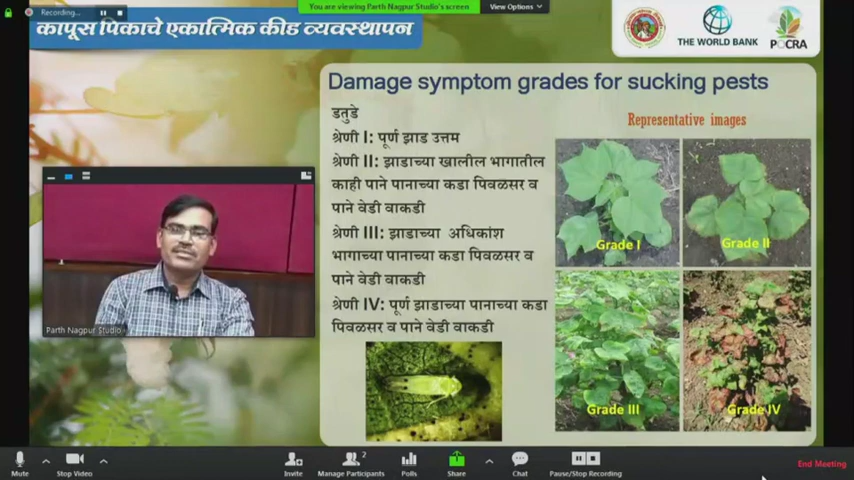 Recording...
You are viewing Parth Nagpur Studio's screen
View Options
कापूस पिकाचे एकात्मिक कीड व्यवस्थापन
THE WORLD BANK
POCRA
Damage symptom grades for sucking pests
डतुडे
श्रेणी I: पूर्ण झाड उत्तम
श्रेणी II: झाडाच्या खालील भागातील
काही पाने पानाच्या कडा पिवळसर व
पाने वेडी वाकडी
श्रेणी III: झाडाच्या अधिकांश
भागाच्या पानाच्या कडा पिवळसर व
पाने वेडी वाकडी
श्रेणी IV: पूर्ण झाडाच्या पानाच्या कडा
पिवळसर व पाने वेडी वाकडी
Representative images
Grade I
Grade II
Grade III
Grade IV
Parth Nagpur Studio
Mute
Stop Video
Invite
2
Manage Participants
Polls
Share
Chat
Pause/Stop Recording
End Meeting